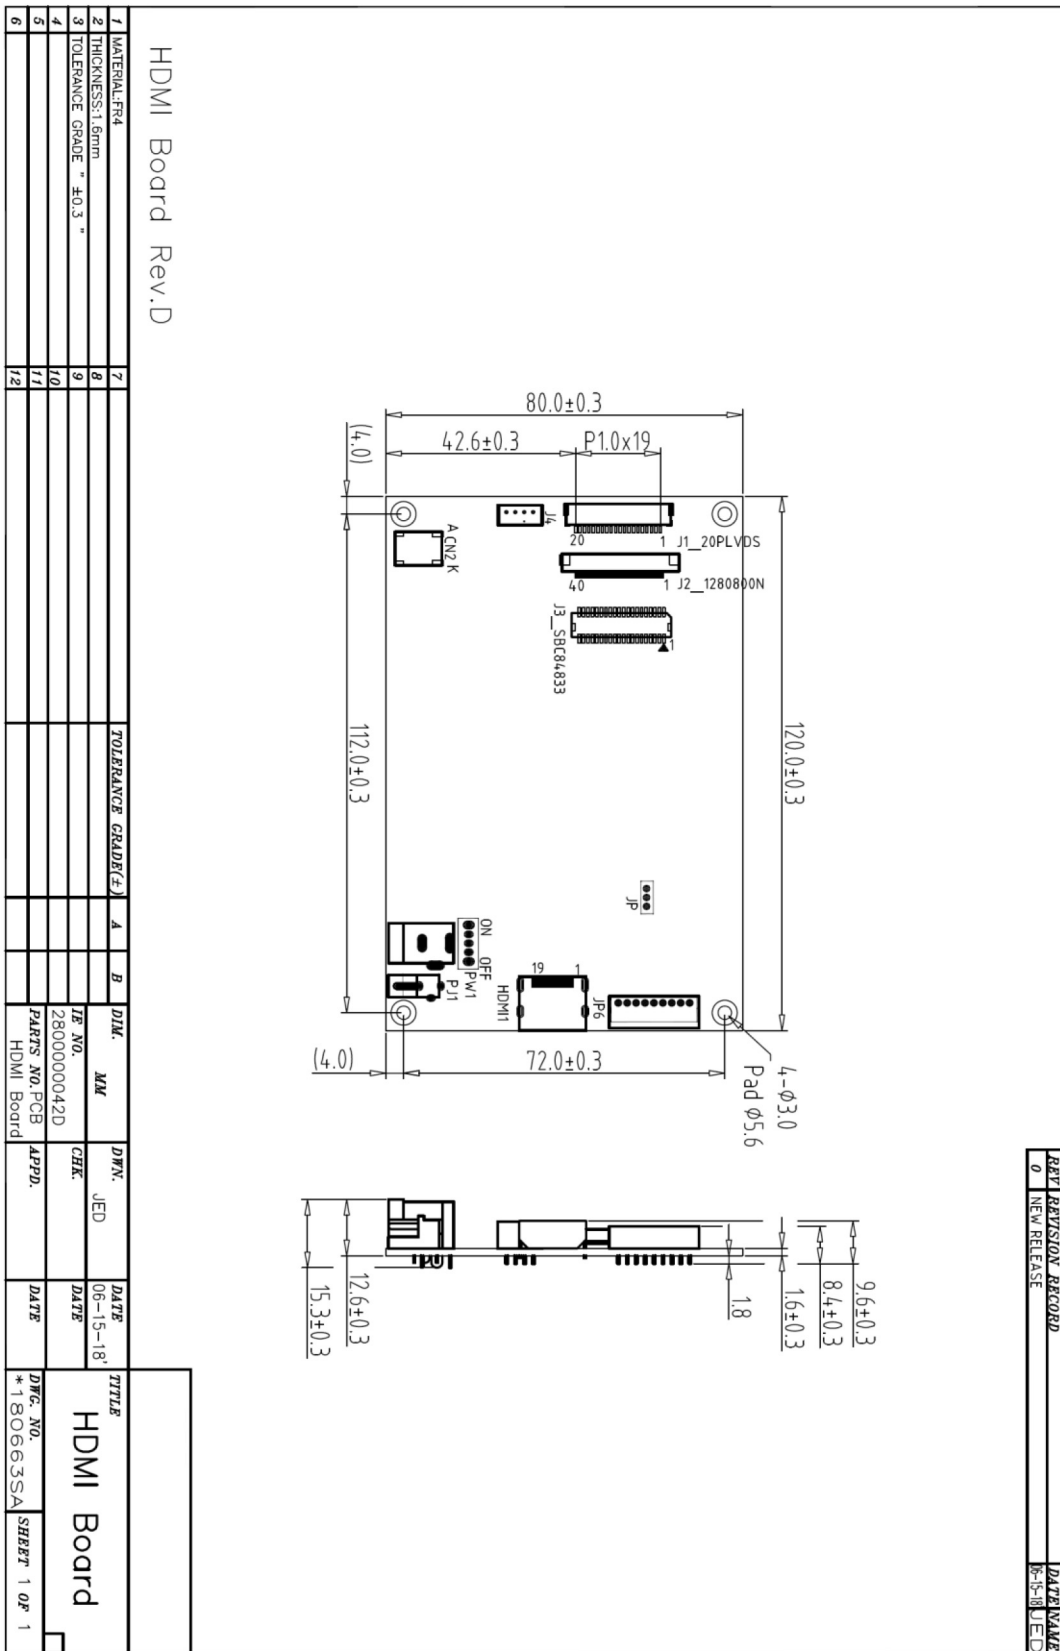 REV REVISION RECORD DATE NAME
0 NEW RELEASE 06-15-18 JED
80.0±0.3
42.6±0.3 P1.0x19
(4.0)
120.0±0.3
112.0±0.3
J4
20 1 J1_20PLVDS
40 1 J2_1280800N
J3_SBC84833
1
A CN2 K
JP
ON OFF
PW1
PJ1
19 1
HDMI1
JP6
72.0±0.3
(4.0)
4-Ø3.0
Pad Ø5.6
9.6±0.3
8.4±0.3
1.6±0.3
1.8
12.6±0.3
15.3±0.3
HDMI Board Rev.D
1 MATERIAL:FR4 7
2 THICKNESS:1.6mm 8
3 TOLERANCE GRADE " ±0.3 " 9
4 10
5 11
6 12
TOLERANCE GRADE(±) A B
DIM. MM
DWN. JED
DATE 06-15-18'
IE NO. 2800000042D
CHK. DATE
PARTS NO. PCB
HDMI Board
APPD. DATE
TITLE
HDMI Board
DWG. NO.
*180663SA
SHEET 1 OF 1